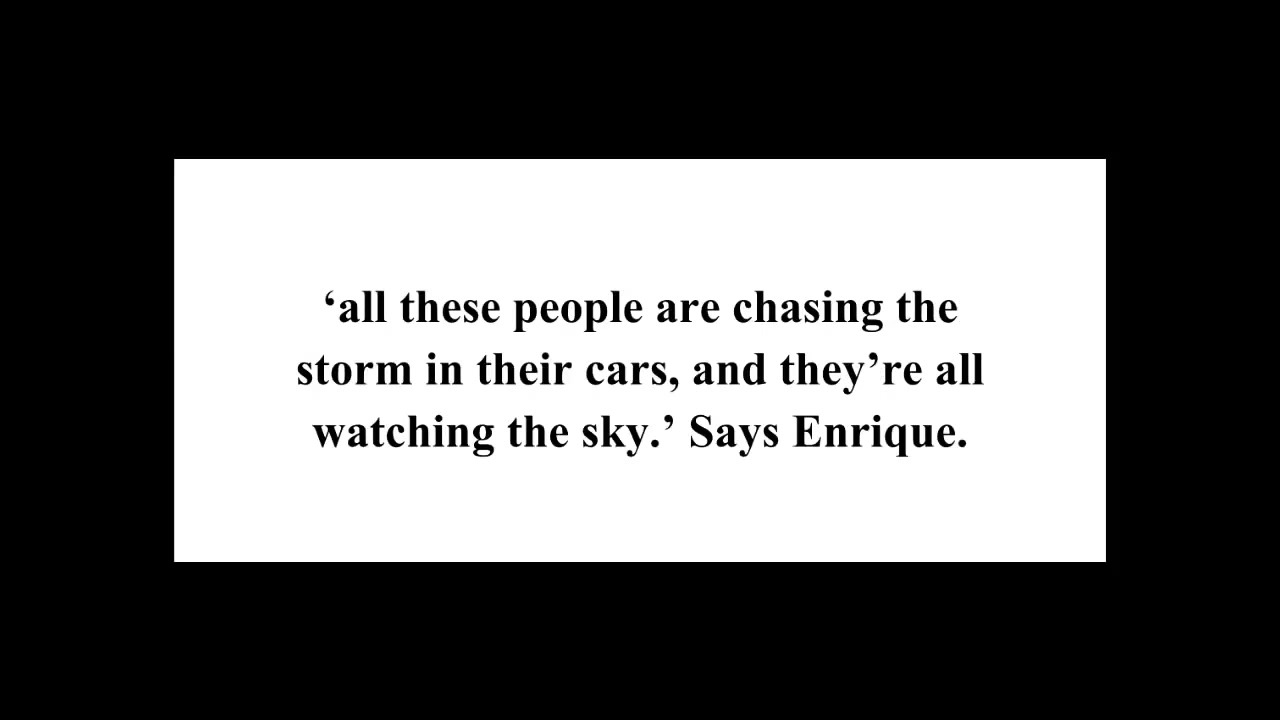 ‘all these people are chasing the
storm in their cars, and they’re all
watching the sky.’ Says Enrique.